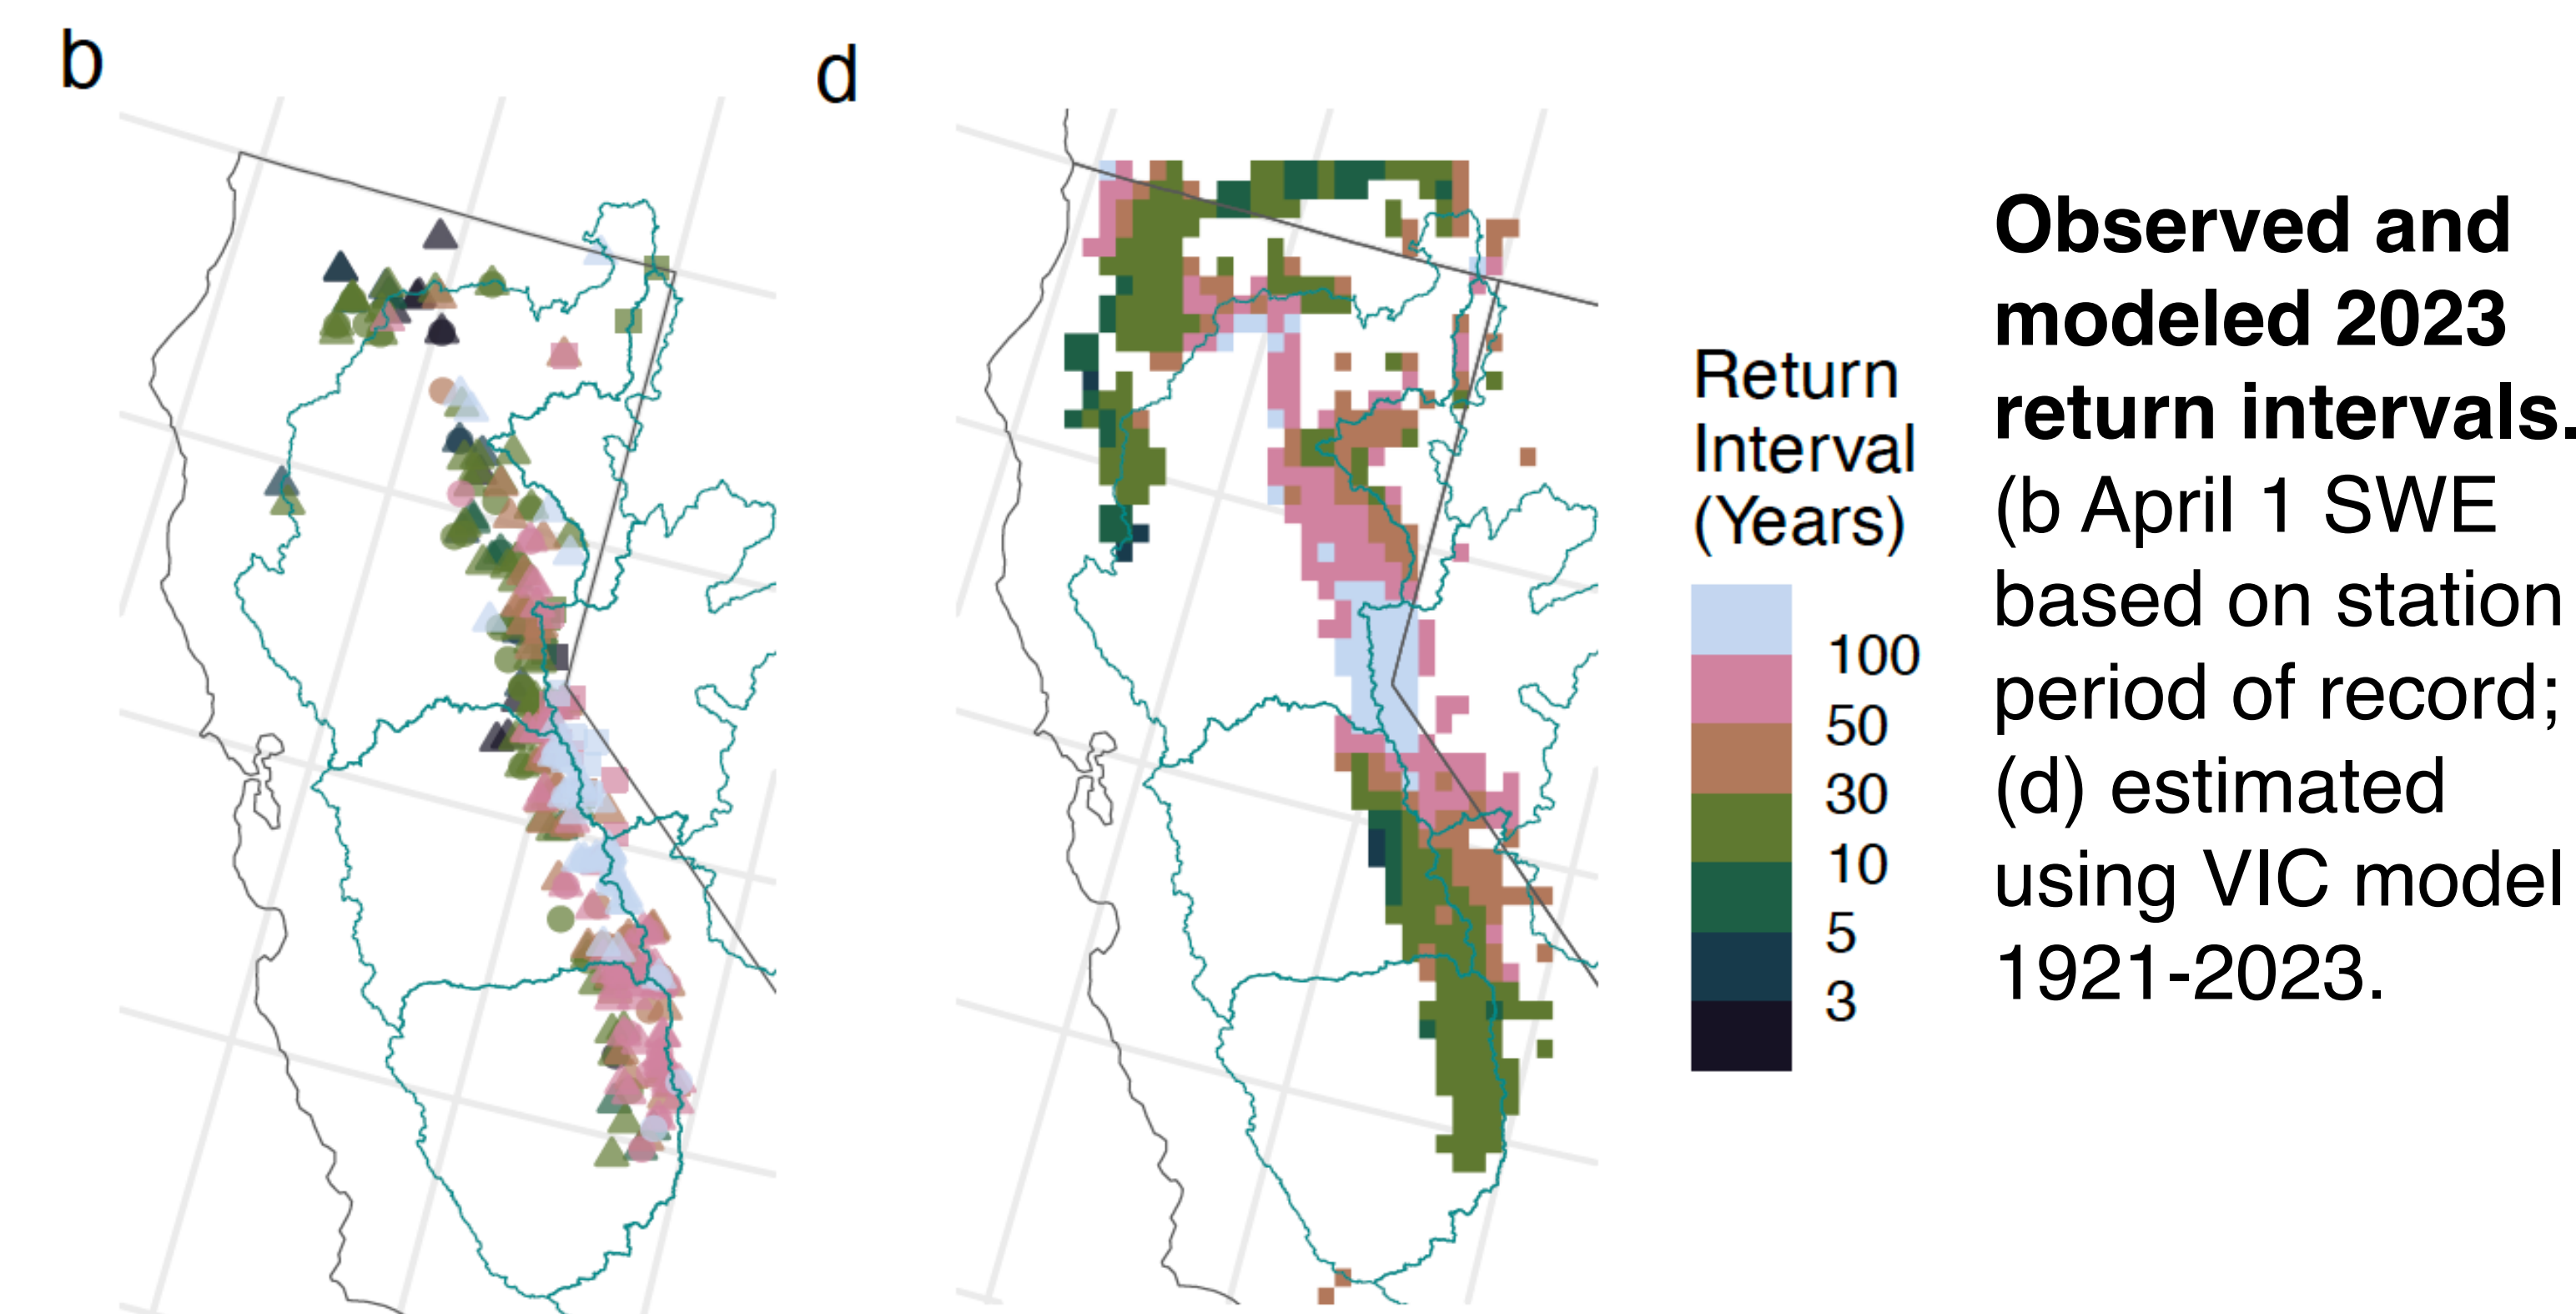 b
d
Return
Interval
(Years)
100
50
30
10
5
3
Observed and
modeled 2023
return intervals.
(b April 1 SWE
based on station
period of record;
(d) estimated
using VIC model
1921-2023.